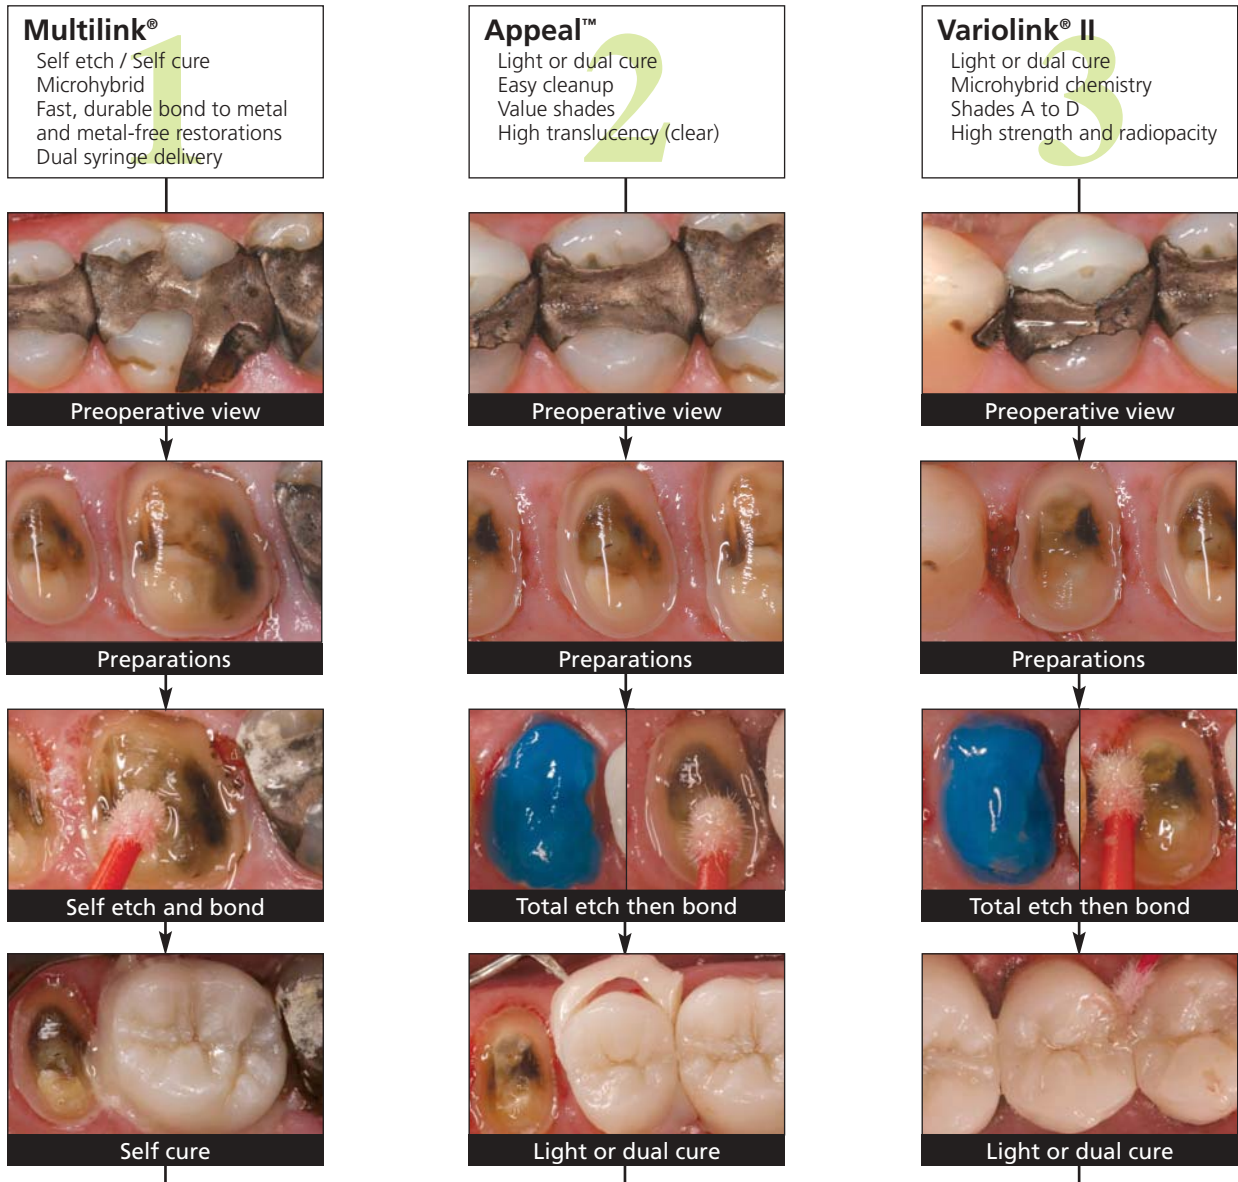 Multilink®
1
Self etch / Self cure
Microhybrid
Fast, durable bond to metal
and metal-free restorations
Dual syringe delivery
Preoperative view
Preparations
Self etch and bond
Self cure
Appeal™
2
Light or dual cure
Easy cleanup
Value shades
High translucency (clear)
Preoperative view
Preparations
Total etch then bond
Light or dual cure
Variolink® II
3
Light or dual cure
Microhybrid chemistry
Shades A to D
High strength and radiopacity
Preoperative view
Preparations
Total etch then bond
Light or dual cure